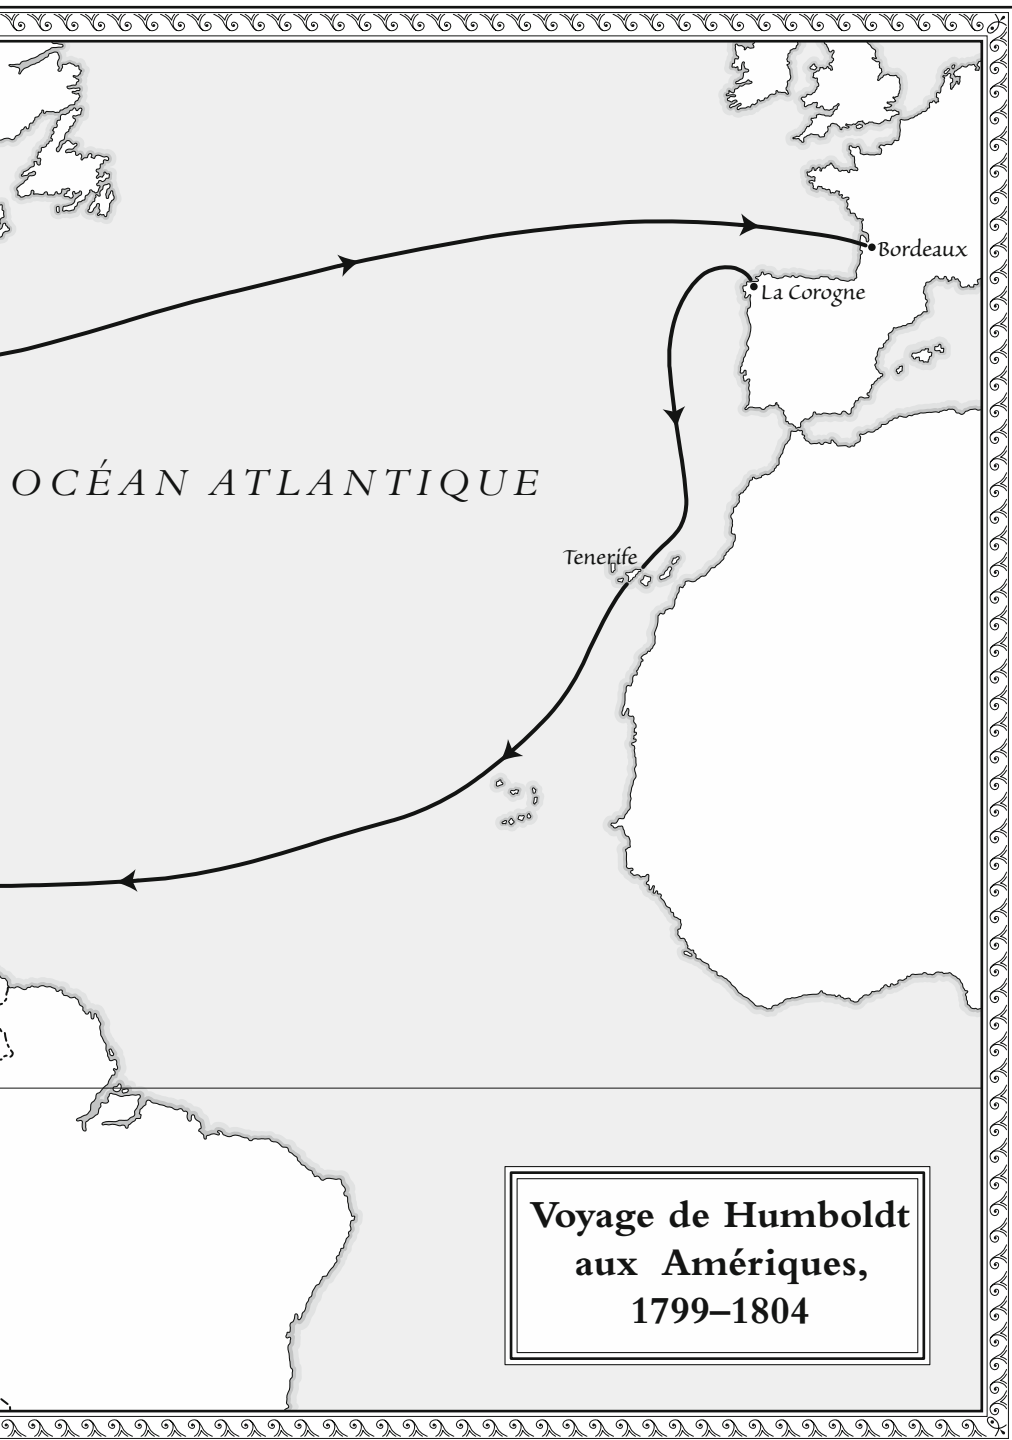 Bordeaux
La Corogne
OCÉAN ATLANTIQUE
Tenerife
Voyage de Humboldt
aux Amériques,
1799–1804